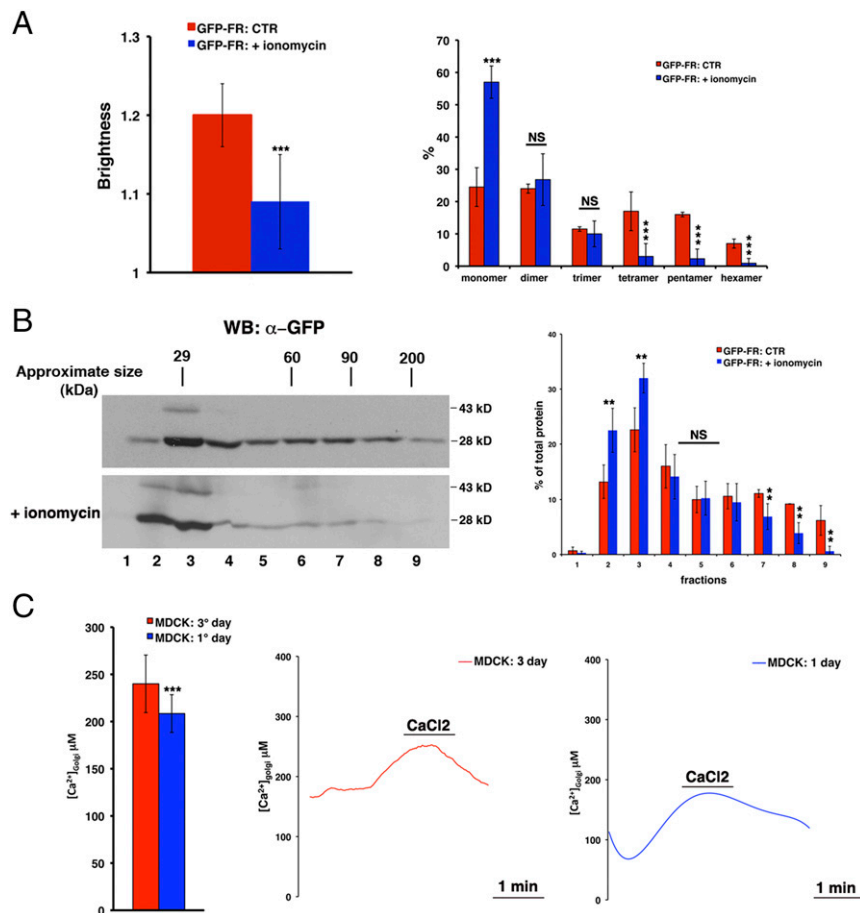 A
GFP-FR: CTR
GFP-FR: + ionomycin
1.3
1.2
1.1
1
Brightness
***
GFP-FR: CTR
GFP-FR: + ionomycin
60
50
40
30
20
10
0
%
***
NS
NS
***
***
***
monomer dimer trimer tetramer pentamer hexamer
B
WB: α-GFP
Approximate size
(kDa)
29 60 90 200
43 kD
28 kD
+ ionomycin
43 kD
28 kD
1 2 3 4 5 6 7 8 9
GFP-FR: CTR
GFP-FR: + ionomycin
40
30
20
10
0
% of total protein
**
**
NS
**
**
**
1 2 3 4 5 6 7 8 9
fractions
C
MDCK: 3° day
MDCK: 1° day
300
250
200
150
100
50
0
[Ca²⁺]Golgi µM
***
MDCK: 3 day
400
300
200
100
0
[Ca²⁺]golgi µM
CaCl2
1 min
MDCK: 1 day
400
300
200
100
0
[Ca²⁺]Golgi µM
CaCl2
1 min